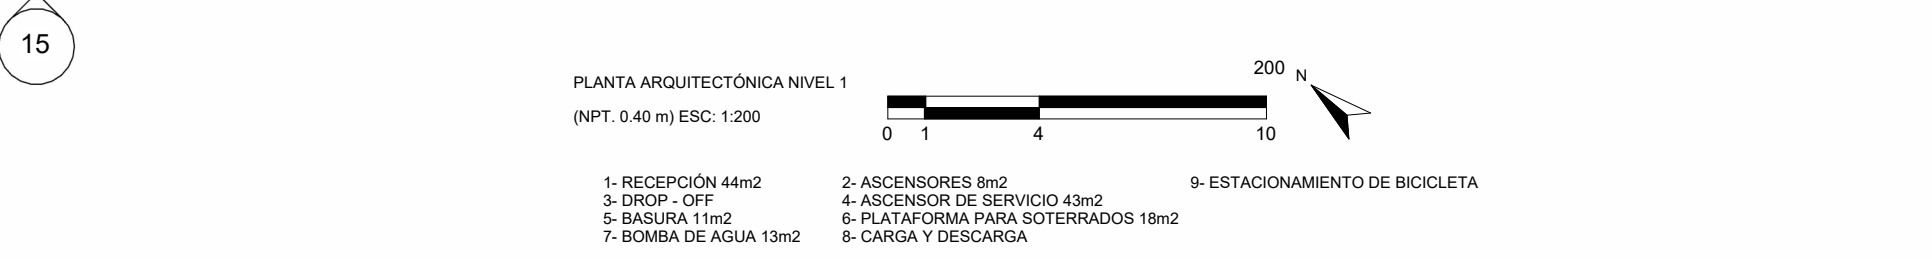 15
PLANTA ARQUITECTÓNICA NIVEL 1
(NPT. 0.40 m) ESC: 1:200
200
N
0 1 4 10
1- RECEPCIÓN 44m2
3- DROP - OFF
5- BASURA 11m2
7- BOMBA DE AGUA 13m2
2- ASCENSORES 8m2
4- ASCENSOR DE SERVICIO 43m2
6- PLATAFORMA PARA SOTERRADOS 18m2
8- CARGA Y DESCARGA
9- ESTACIONAMIENTO DE BICICLETA